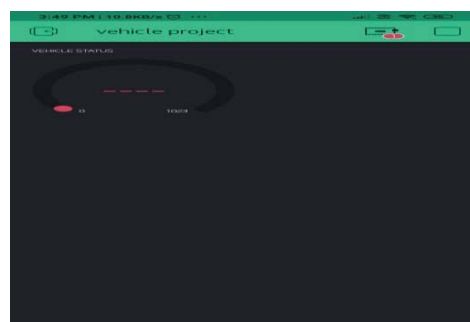 3:49 PM | 10.8KB/s
vehicle project
VEHICLE STATUS
----
0 1023